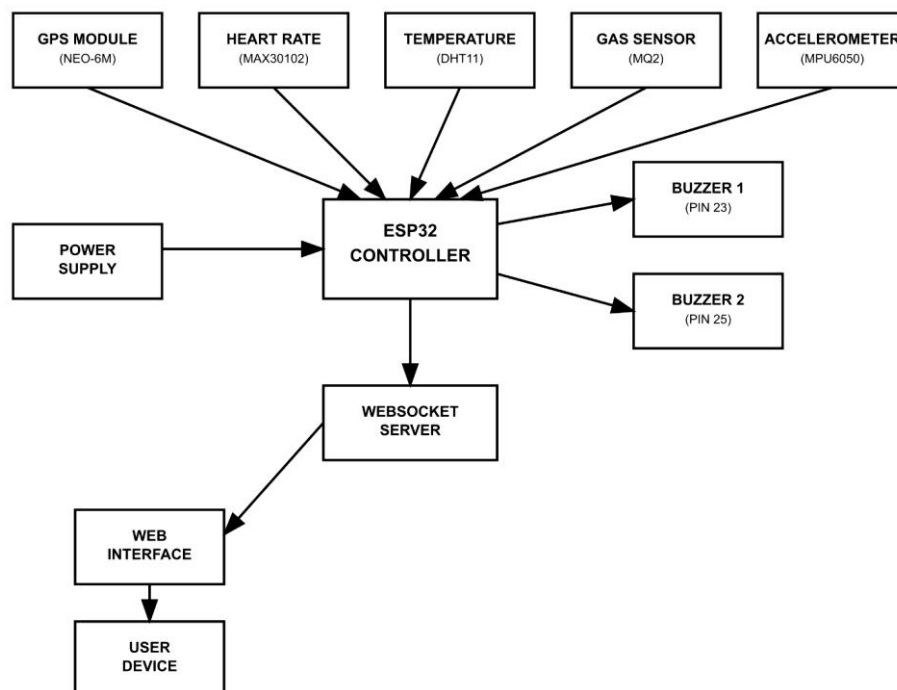 GPS MODULE
(NEO-6M)
HEART RATE
(MAX30102)
TEMPERATURE
(DHT11)
GAS SENSOR
(MQ2)
ACCELEROMETER
(MPU6050)
BUZZER 1
(PIN 23)
ESP32
CONTROLLER
POWER
SUPPLY
BUZZER 2
(PIN 25)
WEBSOCKET
SERVER
WEB
INTERFACE
USER
DEVICE